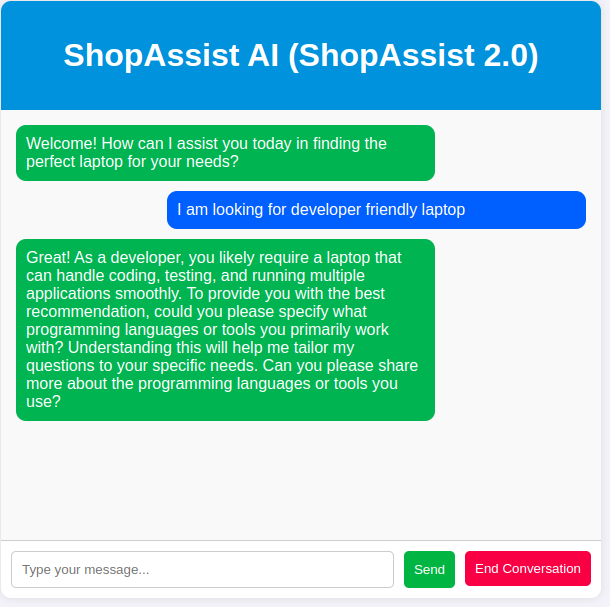 ShopAssist AI (ShopAssist 2.0)
Welcome! How can I assist you today in finding the
perfect laptop for your needs?
I am looking for developer friendly laptop
Great! As a developer, you likely require a laptop that
can handle coding, testing, and running multiple
applications smoothly. To provide you with the best
recommendation, could you please specify what
programming languages or tools you primarily work
with? Understanding this will help me tailor my
questions to your specific needs. Can you please share
more about the programming languages or tools you
use?
Type your message...
Send
End Conversation